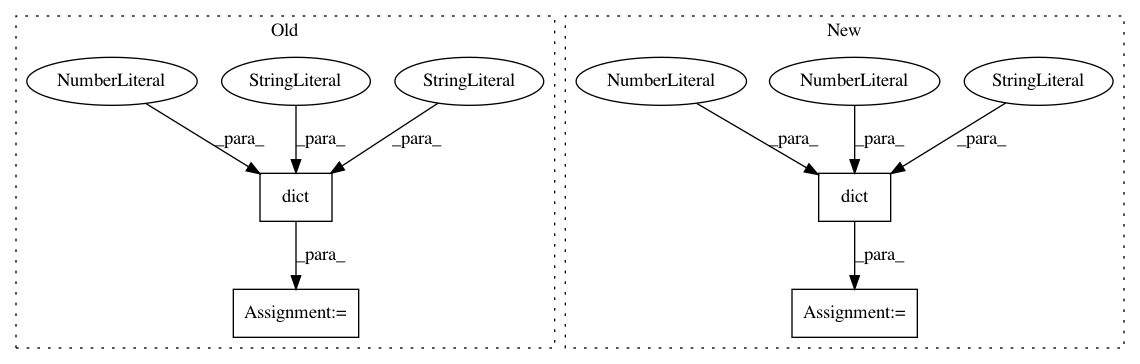 Old
New
NumberLiteral
StringLiteral
StringLiteral
NumberLiteral
NumberLiteral
StringLiteral
_para_
_para_
_para_
_para_
_para_
_para_
dict
dict
_para_
_para_
Assignment:=
Assignment:=